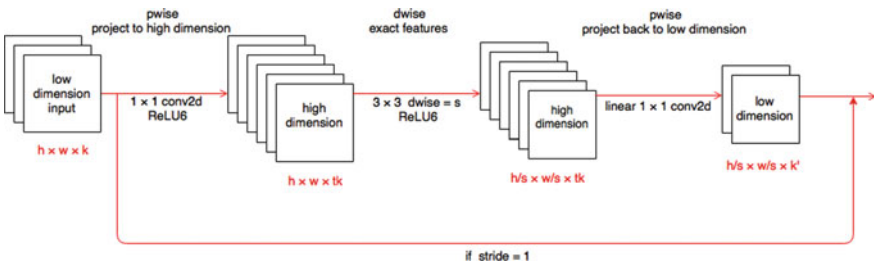 pwise
project to high dimension
dwise
exact features
pwise
project back to low dimension
low
dimension
input
1 × 1 conv2d
ReLU6
high
dimension
3 × 3 dwise = s
ReLU6
high
dimension
linear 1 × 1 conv2d
low
dimension
h × w × k
h × w × tk
h/s × w/s × tk
h/s × w/s × k'
if stride = 1